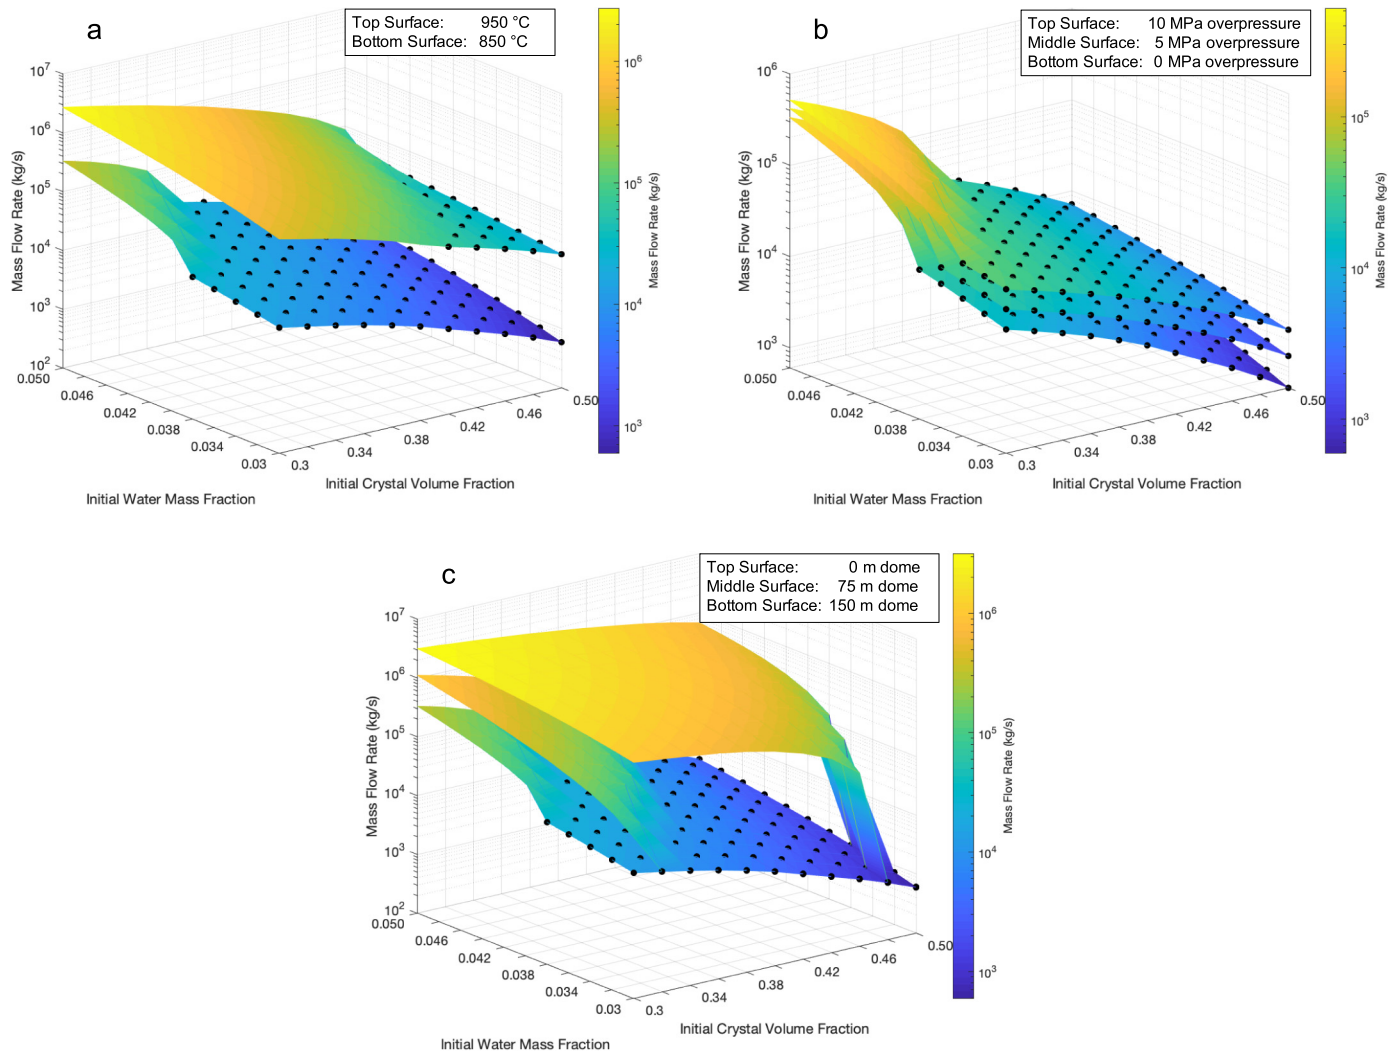 a
Top Surface: 950 °C
Bottom Surface: 850 °C
10^7
10^6
10^5
10^4
10^3
10^2
Mass Flow Rate (kg/s)
0.050
0.046
0.042
0.038
0.034
0.03
Initial Water Mass Fraction
0.3
0.34
0.38
0.42
0.46
0.50
Initial Crystal Volume Fraction
10^6
10^5
10^4
10^3
Mass Flow Rate (kg/s)
b
Top Surface: 10 MPa overpressure
Middle Surface: 5 MPa overpressure
Bottom Surface: 0 MPa overpressure
10^6
10^5
10^4
10^3
Mass Flow Rate (kg/s)
0.050
0.046
0.042
0.038
0.034
0.03
Initial Water Mass Fraction
0.3
0.34
0.38
0.42
0.46
0.50
Initial Crystal Volume Fraction
10^5
10^4
10^3
Mass Flow Rate (kg/s)
c
Top Surface: 0 m dome
Middle Surface: 75 m dome
Bottom Surface: 150 m dome
10^7
10^6
10^5
10^4
10^3
10^2
Mass Flow Rate (kg/s)
0.050
0.046
0.042
0.038
0.034
0.03
Initial Water Mass Fraction
0.3
0.34
0.38
0.42
0.46
0.50
Initial Crystal Volume Fraction
10^6
10^5
10^4
10^3
Mass Flow Rate (kg/s)